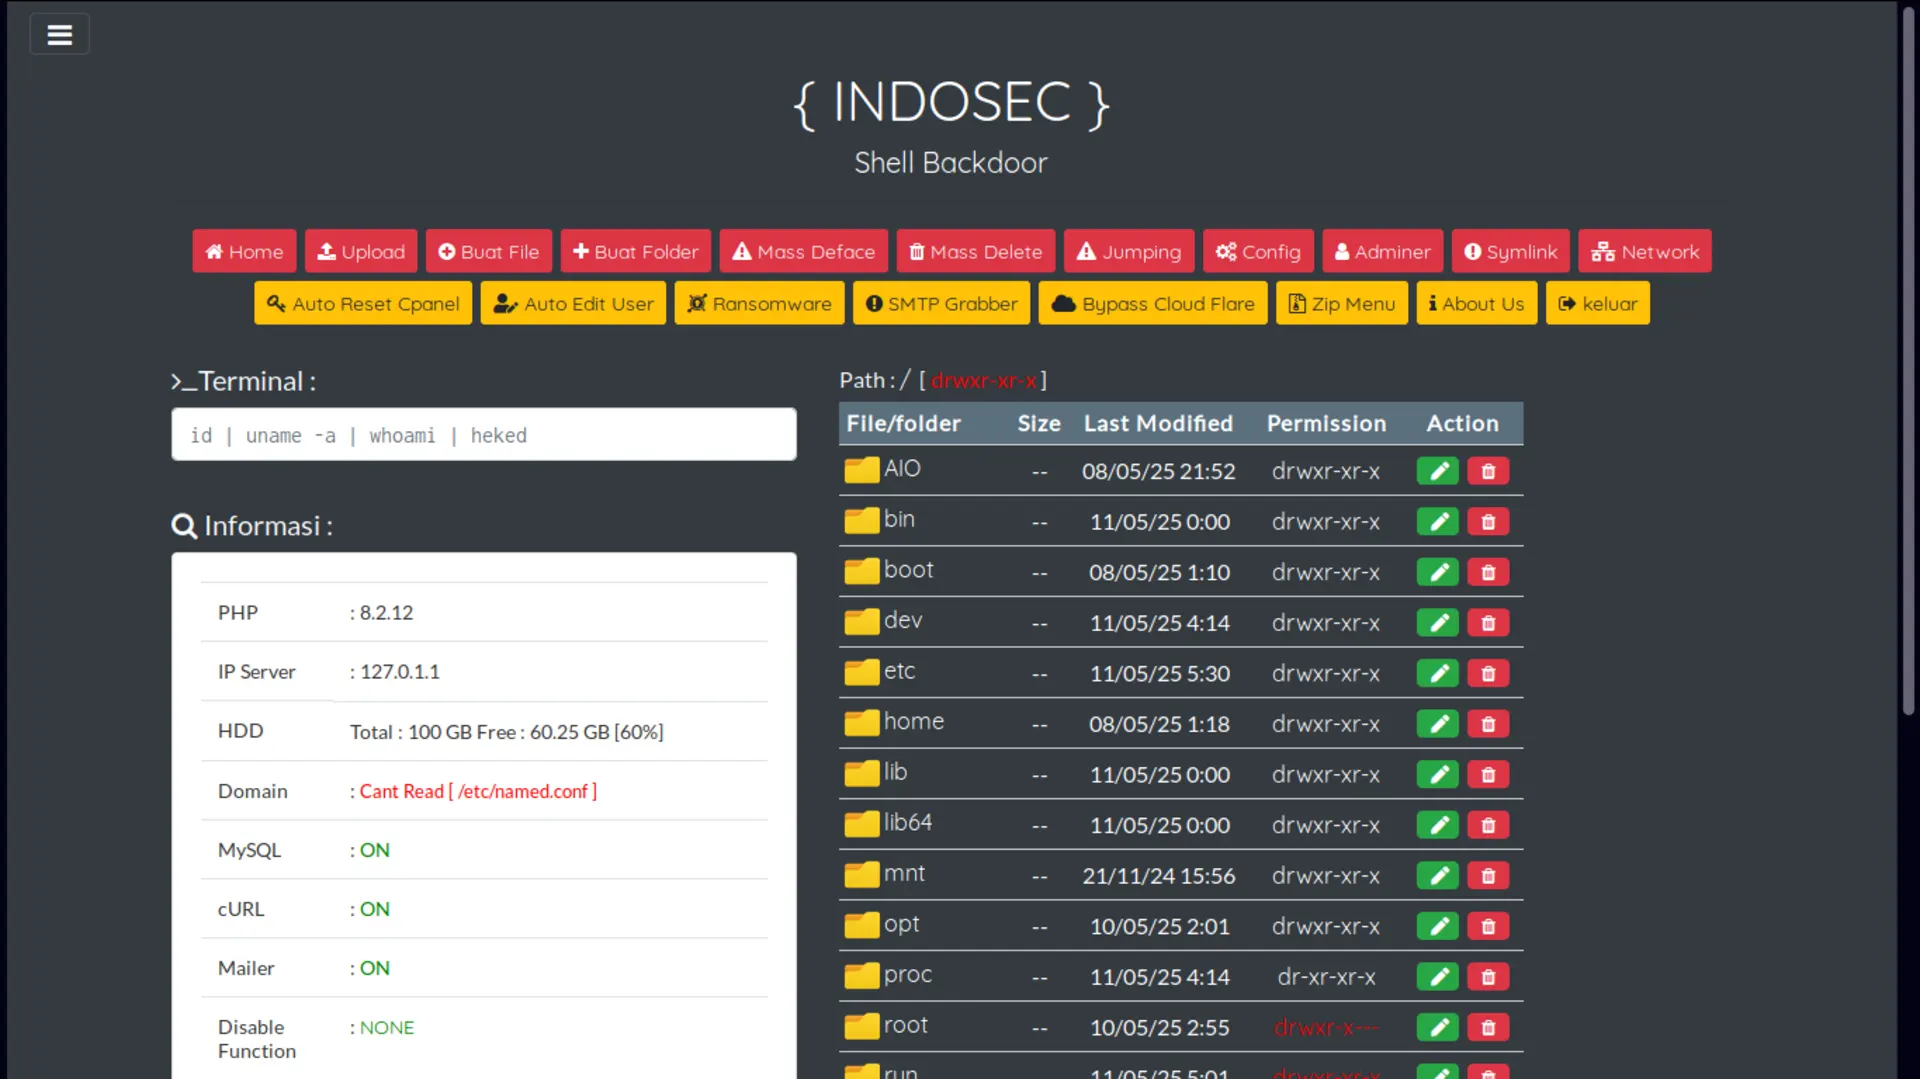 { INDOSEC }
Shell Backdoor
Home Upload Buat File Buat Folder Mass Deface Mass Delete Jumping Config Adminer Symlink Network
Auto Reset Cpanel Auto Edit User Ransomware SMTP Grabber Bypass Cloud Flare Zip Menu About Us keluar
>_Terminal :
id | uname -a | whoami | heked
Informasi :
PHP : 8.2.12
IP Server : 127.0.1.1
HDD Total : 100 GB Free : 60.25 GB [60%]
Domain : Cant Read [ /etc/named.conf ]
MySQL : ON
cURL : ON
Mailer : ON
Disable Function : NONE
Path : / [ drwxr-xr-x ]
File/folder Size Last Modified Permission Action
AIO -- 08/05/25 21:52 drwxr-xr-x
bin -- 11/05/25 0:00 drwxr-xr-x
boot -- 08/05/25 1:10 drwxr-xr-x
dev -- 11/05/25 4:14 drwxr-xr-x
etc -- 11/05/25 5:30 drwxr-xr-x
home -- 08/05/25 1:18 drwxr-xr-x
lib -- 11/05/25 0:00 drwxr-xr-x
lib64 -- 11/05/25 0:00 drwxr-xr-x
mnt -- 21/11/24 15:56 drwxr-xr-x
opt -- 10/05/25 2:01 drwxr-xr-x
proc -- 11/05/25 4:14 dr-xr-xr-x
root -- 10/05/25 2:55 drwxr-x---
run -- 11/05/25 5:01 drwxr-xr-x